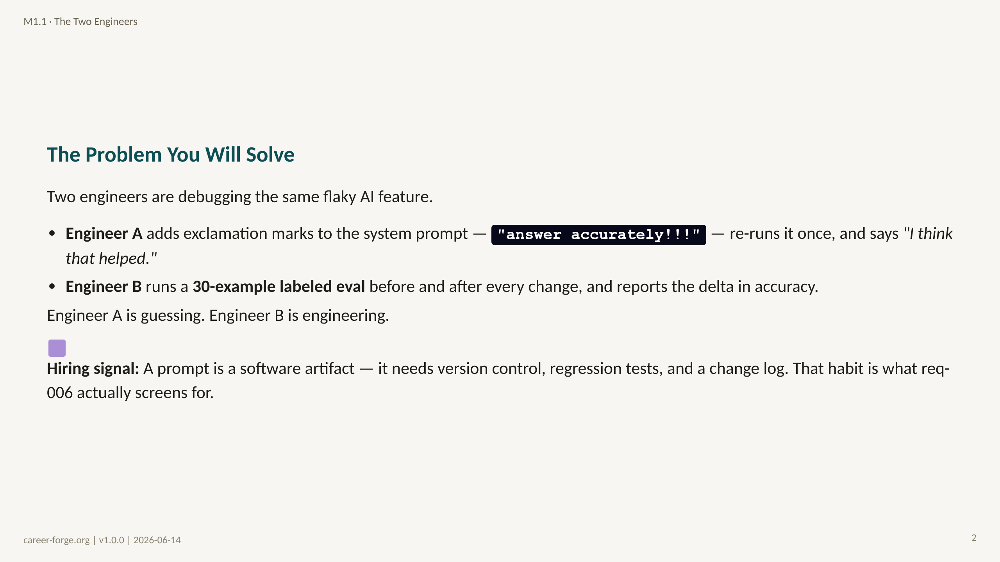 M1.1 · The Two Engineers
The Problem You Will Solve
Two engineers are debugging the same flaky AI feature.
• Engineer A adds exclamation marks to the system prompt — "answer accurately!!!" — re-runs it once, and says "I think
that helped."
• Engineer B runs a 30-example labeled eval before and after every change, and reports the delta in accuracy.
Engineer A is guessing. Engineer B is engineering.
Hiring signal: A prompt is a software artifact — it needs version control, regression tests, and a change log. That habit is what req-
006 actually screens for.
career-forge.org | v1.0.0 | 2026-06-14
2